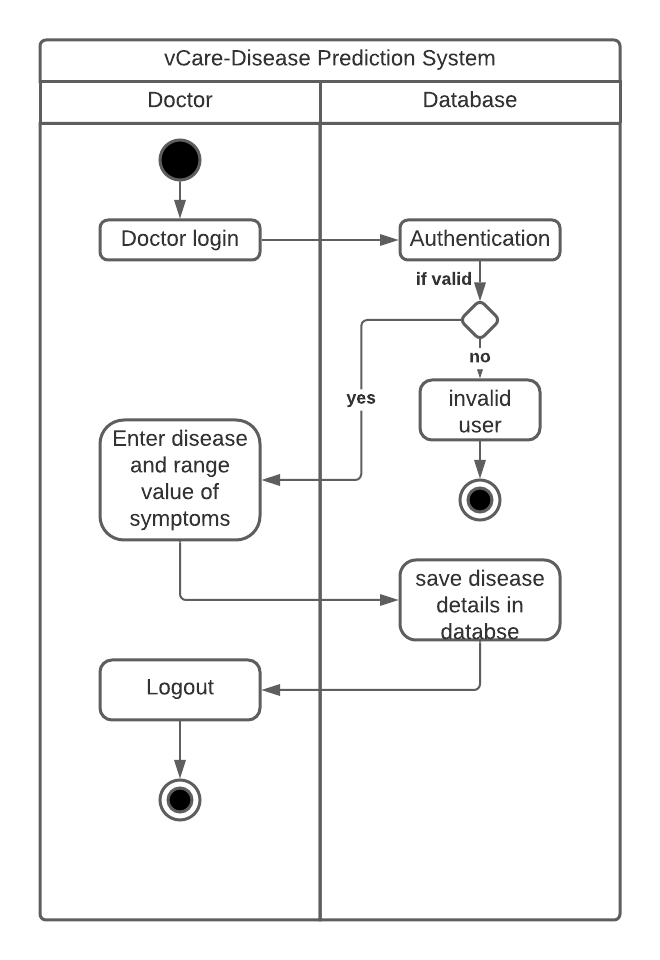 vCare-Disease Prediction System
Doctor
Database
Doctor login
Authentication
if valid
no
invalid
user
yes
Enter disease
and range
value of
symptoms
save disease
details in
databse
Logout